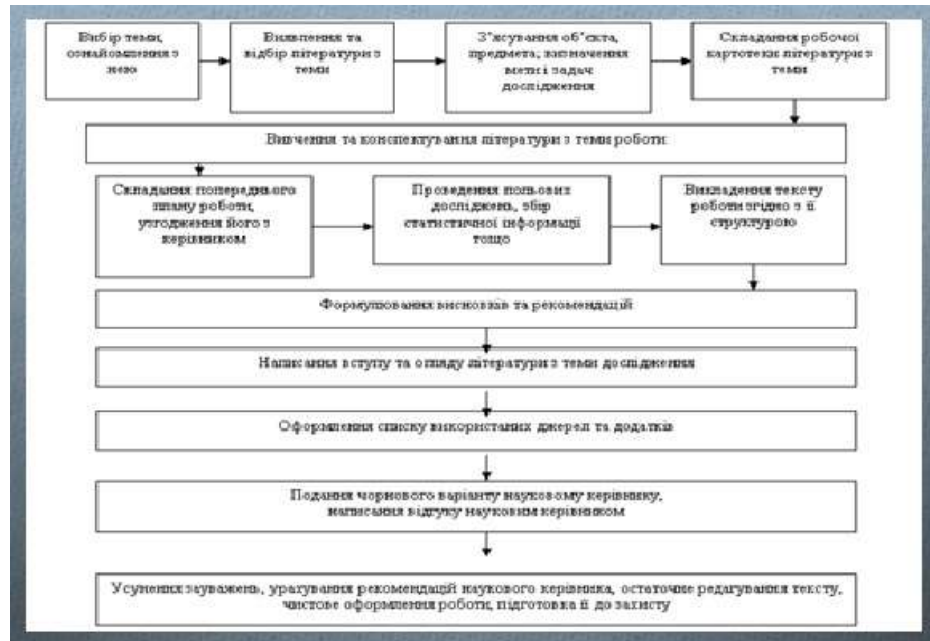 Вибір теми,
ознайомлення з
нею
Виявлення та
відбір літератури з
теми
З"ясування об"єкта,
предмета, визначення
мети і задач
дослідження
Складання робочої
картотеки літератури з
теми
Вивчення та конспектування літератури з теми роботи
Складання попереднього
плану роботи,
узгодження його з
керівником
Проведення польових
досліджень, збір
статистичної інформації
тощо
Викладення тексту
роботи згідно з її
структурою
Формулювання висновків та рекомендацій
Написання вступу та огляду літератури з теми дослідження
Оформлення списку використаних джерел та додатків
Подання чорнового варіанту науковому керівнику,
написання відгуку науковим керівником
Усунення зауважень, урахування рекомендацій наукового керівника, остаточне редагування тексту,
чистове оформлення роботи, підготовка її до захисту